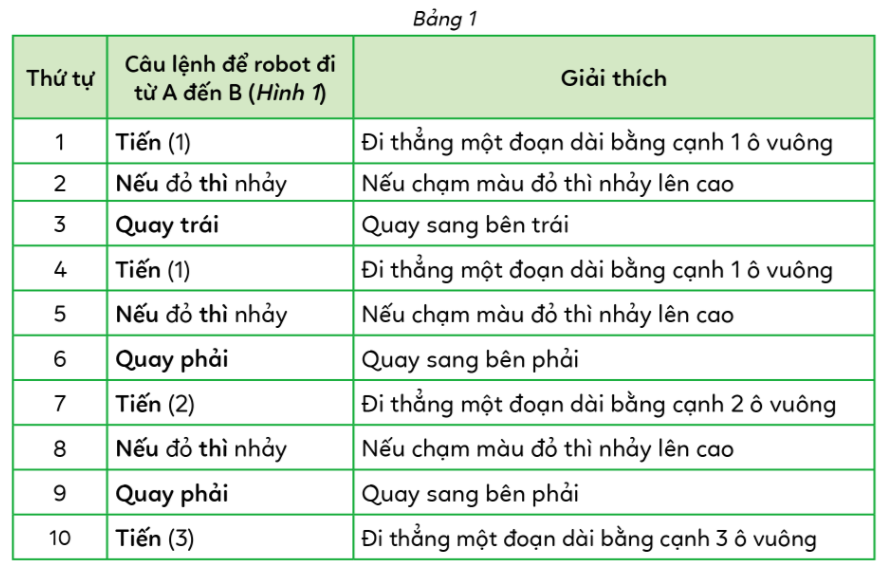 Bảng 1
Thứ tự
Câu lệnh để robot đi
từ A đến B (Hình 1)
Giải thích
1 Tiến (1) Đi thẳng một đoạn dài bằng cạnh 1 ô vuông
2 Nếu đỏ thì nhảy Nếu chạm màu đỏ thì nhảy lên cao
3 Quay trái Quay sang bên trái
4 Tiến (1) Đi thẳng một đoạn dài bằng cạnh 1 ô vuông
5 Nếu đỏ thì nhảy Nếu chạm màu đỏ thì nhảy lên cao
6 Quay phải Quay sang bên phải
7 Tiến (2) Đi thẳng một đoạn dài bằng cạnh 2 ô vuông
8 Nếu đỏ thì nhảy Nếu chạm màu đỏ thì nhảy lên cao
9 Quay phải Quay sang bên phải
10 Tiến (3) Đi thẳng một đoạn dài bằng cạnh 3 ô vuông